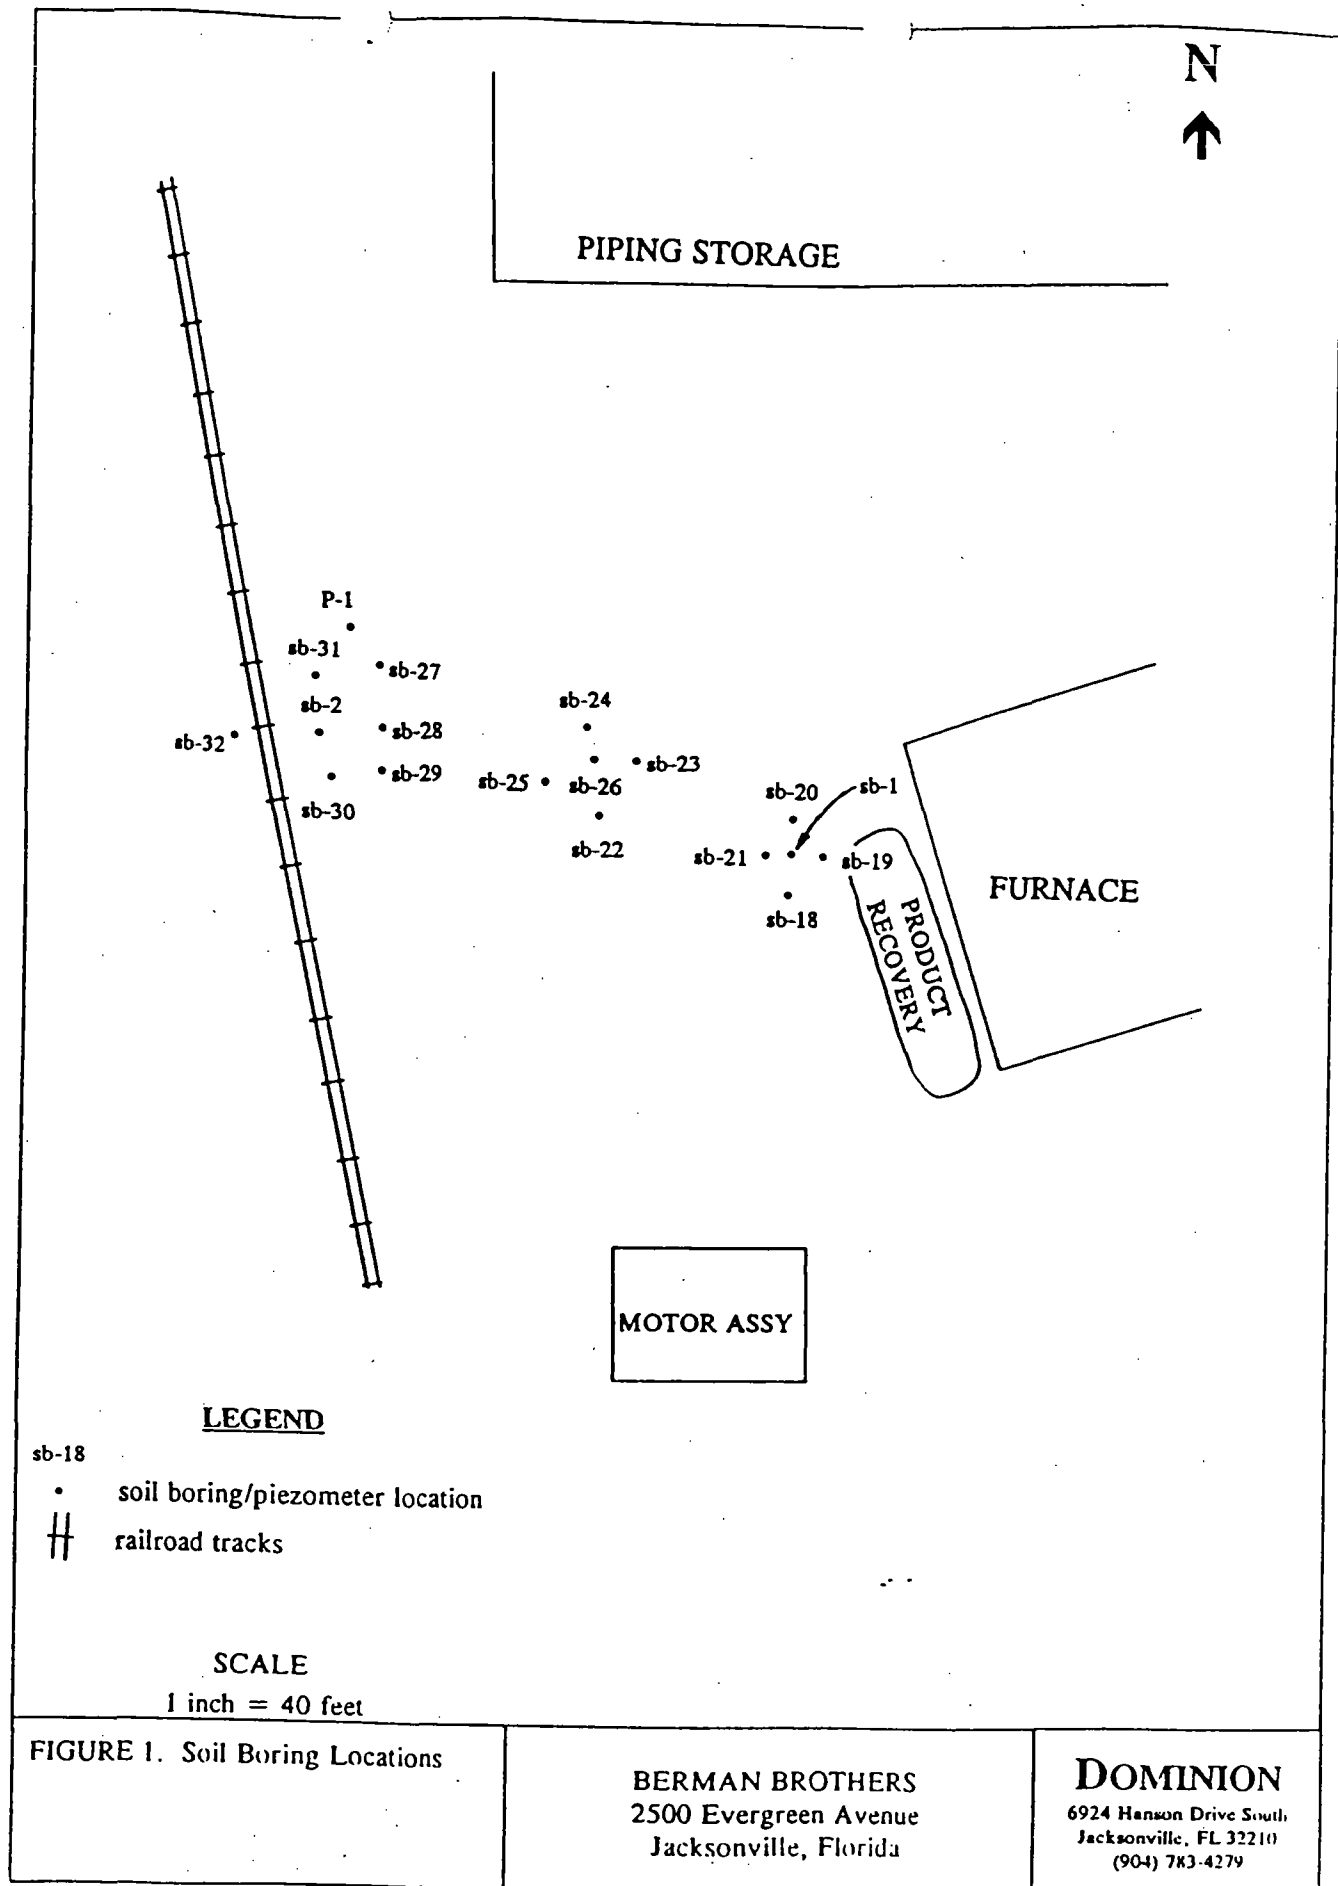 N
PIPING STORAGE
P-1
sb-31
sb-27
sb-2
sb-28
sb-32
sb-29
sb-30
sb-24
sb-23
sb-25
sb-26
sb-22
sb-20
sb-1
sb-21
sb-19
sb-18
PRODUCT
RECOVERY
FURNACE
MOTOR ASSY
LEGEND
sb-18
soil boring/piezometer location
railroad tracks
SCALE
1 inch = 40 feet
FIGURE 1. Soil Boring Locations
BERMAN BROTHERS
2500 Evergreen Avenue
Jacksonville, Florida
DOMINION
6924 Hanson Drive South
Jacksonville, FL 32210
(904) 783-4279